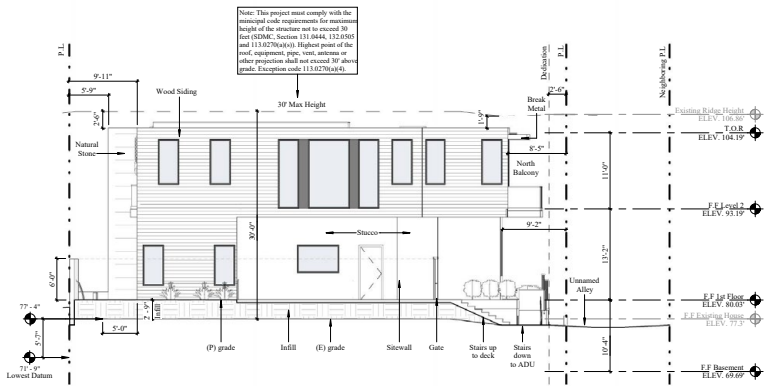 Note: This project must comply with the
minicipal code requirements for maximum
height of the structure not to exceed 30
feet (SDMC, Section 131.0444, 132.0505
and 113.0270(a)(s)). Highest point of the
roof, equipment, pipe, vent, antenna or
other projection shall not exceed 30' above
grade. Exception code 113.0270(a)(4).
P.L
Dedication
P.L
Neighboring P.L
9'-11"
5'-9"
2'-6"
Wood Siding
30' Max Height
2'-6"
Break
Metal
1'-9"
Existing Ridge Height
ELEV. 106.86'
T.O.R
ELEV. 104.19'
Natural
Stone
8'-5"
North
Balcony
11'-0"
F.F Level 2
ELEV. 93.19'
30'-0"
Stucco
9'-2"
13'-2"
6'-0"
Unnamed
Alley
77' - 4"
2' - 9"
Infill
F.F 1st Floor
ELEV. 80.03'
F.F Existing House
ELEV. 77.3'
5'-7"
5'-0"
(P) grade
Infill
(E) grade
Sitewall
Gate
Stairs up
to deck
Stairs
down
to ADU
10'-4"
71' - 9"
Lowest Datum
F.F Basement
ELEV. 69.69'